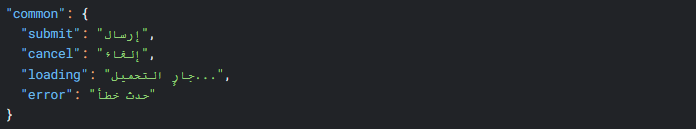 "common": {
  "submit": "إرسال",
  "cancel": "إلغاء",
  "loading": "جارٍ التحميل...",
  "error": "حدث خطأ"
}